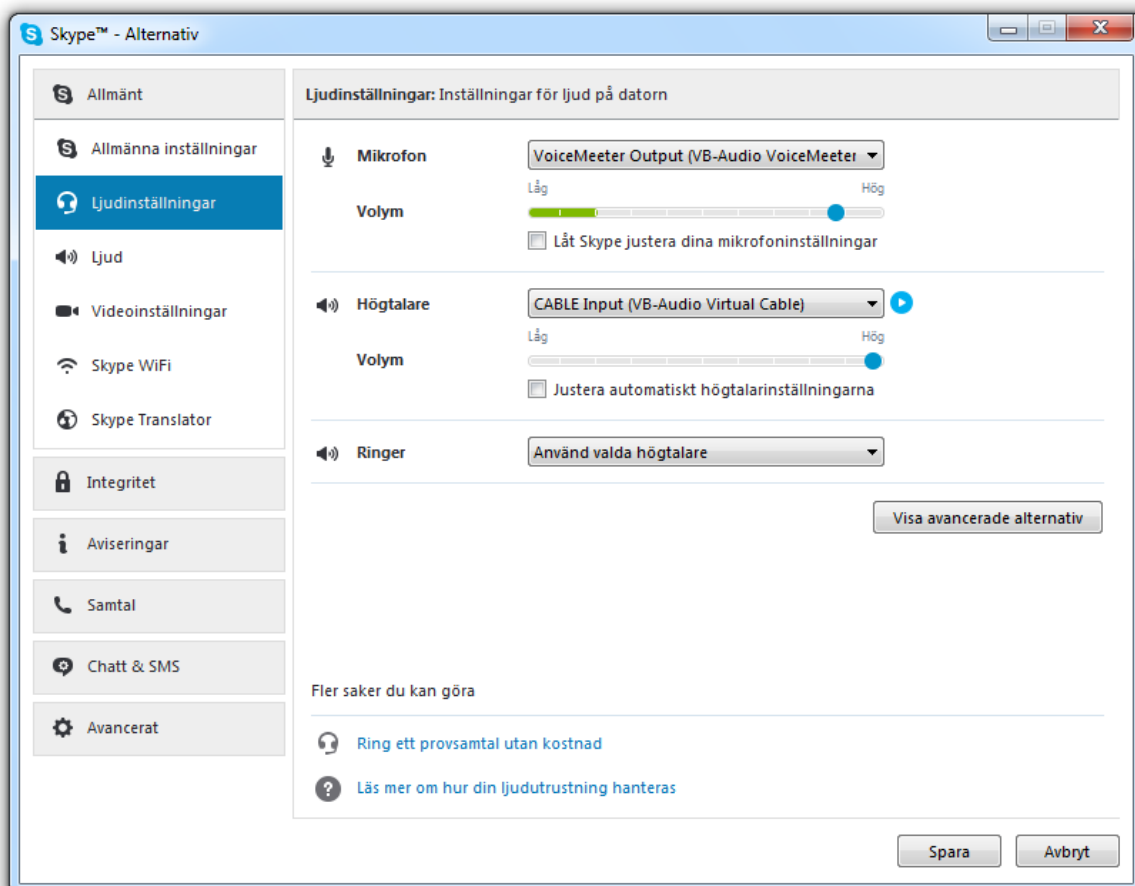 Skype™ - Alternativ
Allmänt
Allmänna inställningar
Ljudinställningar
Ljud
Videoinställningar
Skype WiFi
Skype Translator
Integritet
Aviseringar
Samtal
Chatt & SMS
Avancerat
Ljudinställningar: Inställningar för ljud på datorn
Mikrofon
VoiceMeeter Output (VB-Audio VoiceMeeter
Låg Hög
Volym
Låt Skype justera dina mikrofoninställningar
Högtalare
CABLE Input (VB-Audio Virtual Cable)
Låg Hög
Volym
Justera automatiskt högtalarinställningarna
Ringer
Använd valda högtalare
Visa avancerade alternativ
Fler saker du kan göra
Ring ett provsamtal utan kostnad
Läs mer om hur din ljudutrustning hanteras
Spara
Avbryt